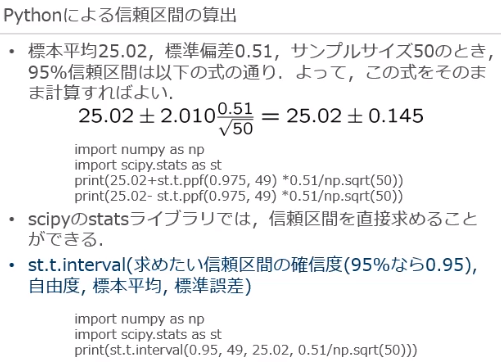 Pythonによる信頼区間の算出
• 標本平均25.02，標準偏差0.51，サンプルサイズ50のとき，
95%信頼区間は以下の式の通り．よって，この式をそのま
ま計算すればよい．
25.02 ± 2.010 0.51/√50 = 25.02 ± 0.145
import numpy as np
import scipy.stats as st
print(25.02+st.t.ppf(0.975, 49) *0.51/np.sqrt(50))
print(25.02- st.t.ppf(0.975, 49) *0.51/np.sqrt(50))
• scipyのstatsライブラリでは，信頼区間を直接求めること
ができる．
• st.t.interval(求めたい信頼区間の確信度(95%なら0.95),
自由度, 標本平均, 標準誤差)
import numpy as np
import scipy.stats as st
print(st.t.interval(0.95, 49, 25.02, 0.51/np.sqrt(50)))